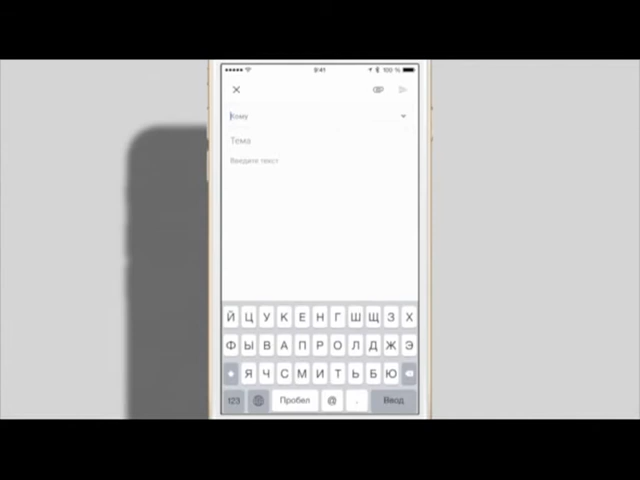 9:41
100 %
Кому
Тема
Введите текст
Й Ц У К Е Н Г Ш Щ З Х
Ф Ы В А П Р О Л Д Ж Э
Я Ч С М И Т Ь Б Ю
123 Пробел @ . Ввод